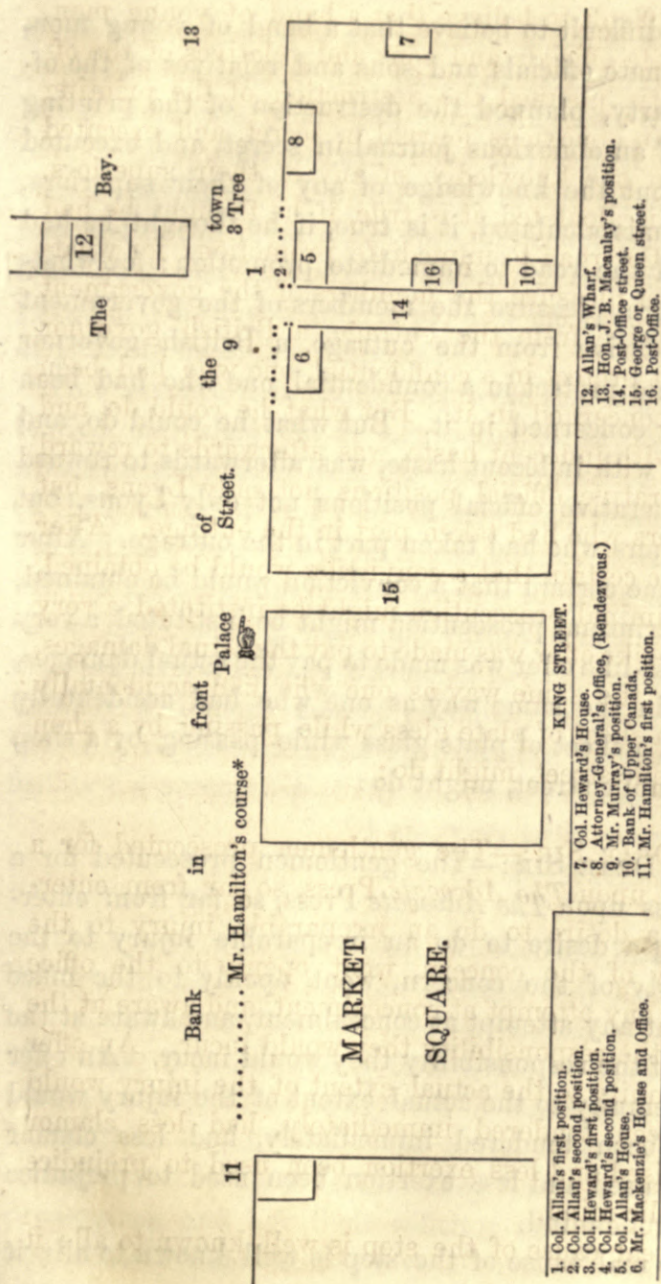 12
The Bay.
13
Bank in front of the town
11 Mr. Hamilton's course* Palace Street. 9 1 3 Tree
2
6 5 8
MARKET
15 14 7
16
SQUARE.
10
KING STREET.
1. Col. Allan's first position.
2. Col. Allan's second position.
3. Col. Heward's first position.
4. Col. Heward's second position.
5. Col. Allan's House.
6. Mr. Mackenzie's House and Office.
7. Col. Heward's House.
8. Attorney-General's Office, (Rendezvous.)
9. Mr. Murray's position.
10. Bank of Upper Canada.
11. Mr. Hamilton's first position.
12. Allan's Wharf.
13. Hon. J. B. Macaulay's position.
14. Post-Office street.
15. George or Queen street.
16. Post-Office.